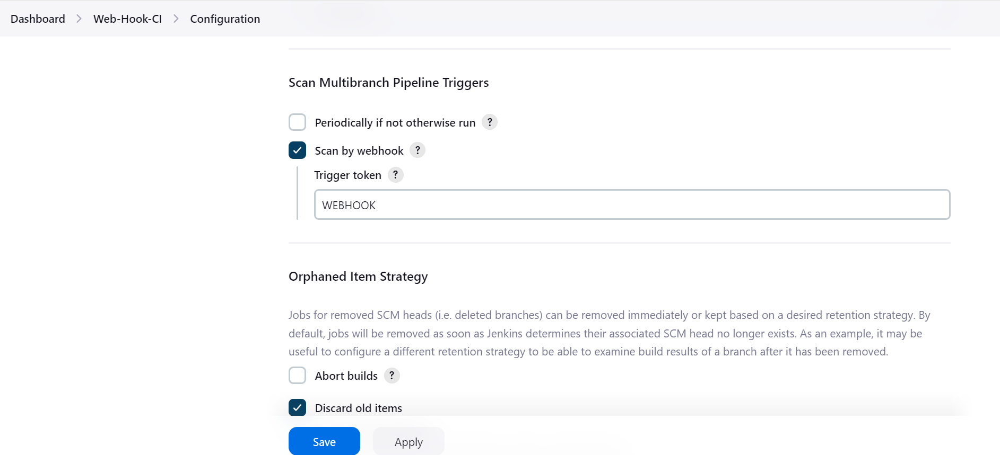 Dashboard > Web-Hook-CI > Configuration
Scan Multibranch Pipeline Triggers
Periodically if not otherwise run ?
Scan by webhook ?
Trigger token ?
WEBHOOK
Orphaned Item Strategy
Jobs for removed SCM heads (i.e. deleted branches) can be removed immediately or kept based on a desired retention strategy. By
default, jobs will be removed as soon as Jenkins determines their associated SCM head no longer exists. As an example, it may be
useful to configure a different retention strategy to be able to examine build results of a branch after it has been removed.
Abort builds ?
Discard old items
Save Apply